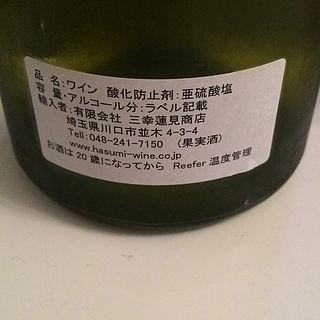 品 名:ワイン 酸化防止剤:亜硫酸塩
容 量・アルコール分:ラベル記載
輸入者:有限会社 三幸蓮見商店
埼玉県川口市並木 4-3-4
Tell:048-241-7150 (果実酒)
www.hasumi-wine.co.jp
お酒は 20 歳になってから Reefer 温度管理